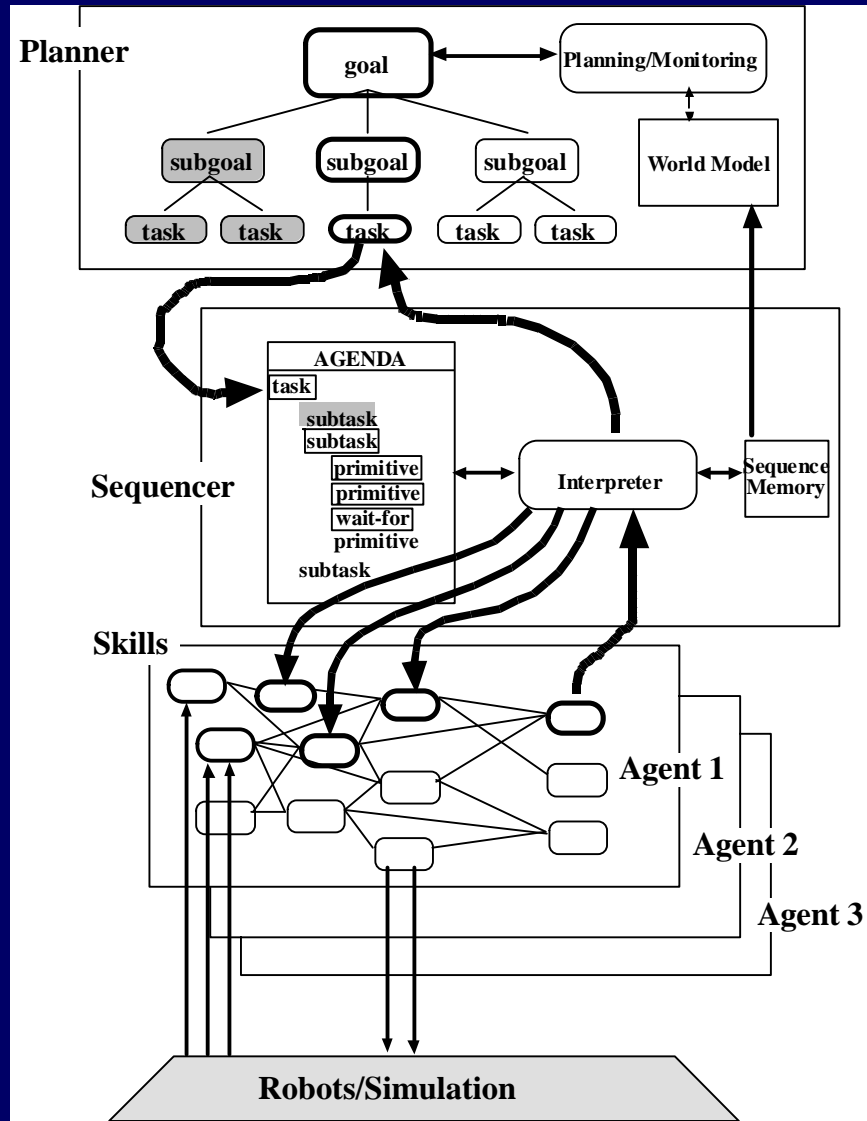 Planner
goal
Planning/Monitoring
subgoal
subgoal
subgoal
World Model
task
task
task
task
task
AGENDA
task
subtask
subtask
primitive
primitive
wait-for
primitive
subtask
Sequencer
Interpreter
Sequence
Memory
Skills
Agent 1
Agent 2
Agent 3
Robots/Simulation